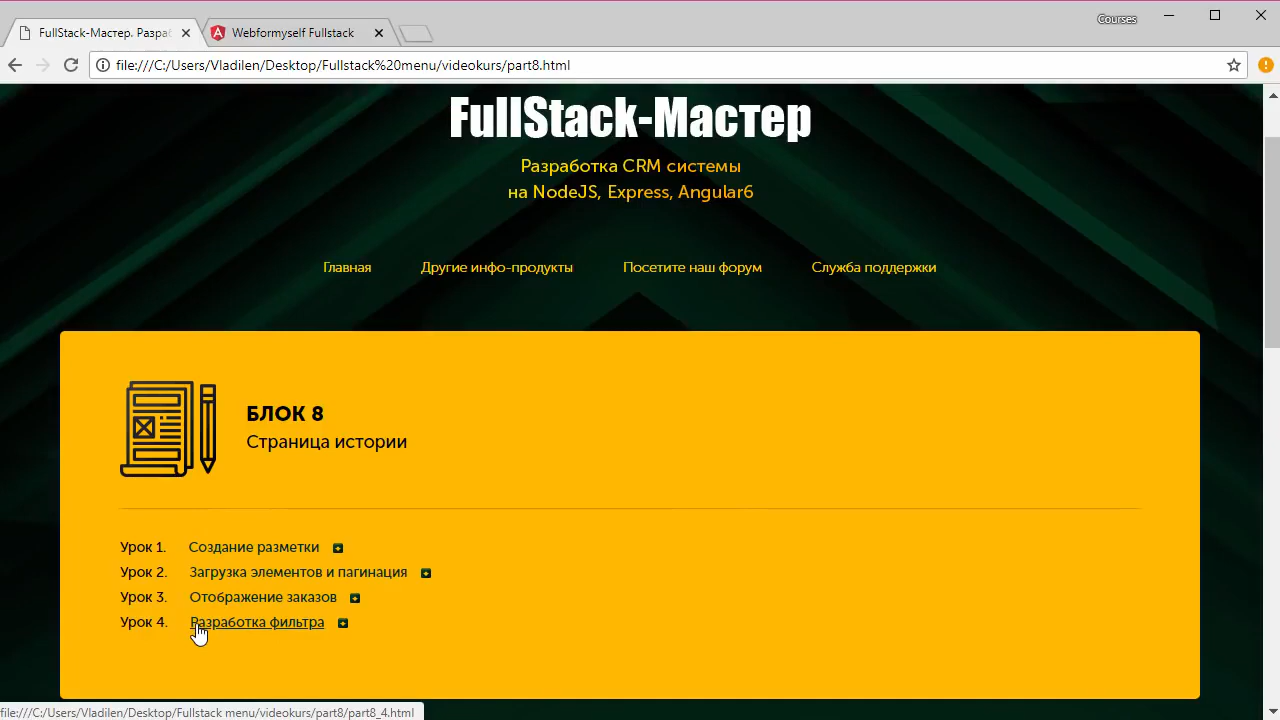 Courses
FullStack-Мастер. Разра
Webformyself Fullstack
file:///C:/Users/Vladilen/Desktop/Fullstack%20menu/videokurs/part8.html
FullStack-Мастер
Разработка CRM системы
на NodeJS, Express, Angular6
Главная Другие инфо-продукты Посетите наш форум Служба поддержки
БЛОК 8
Страница истории
Урок 1. Создание разметки
Урок 2. Загрузка элементов и пагинация
Урок 3. Отображение заказов
Урок 4. Разработка фильтра
file:///C:/Users/Vladilen/Desktop/Fullstack menu/videokurs/part8/part8_4.html